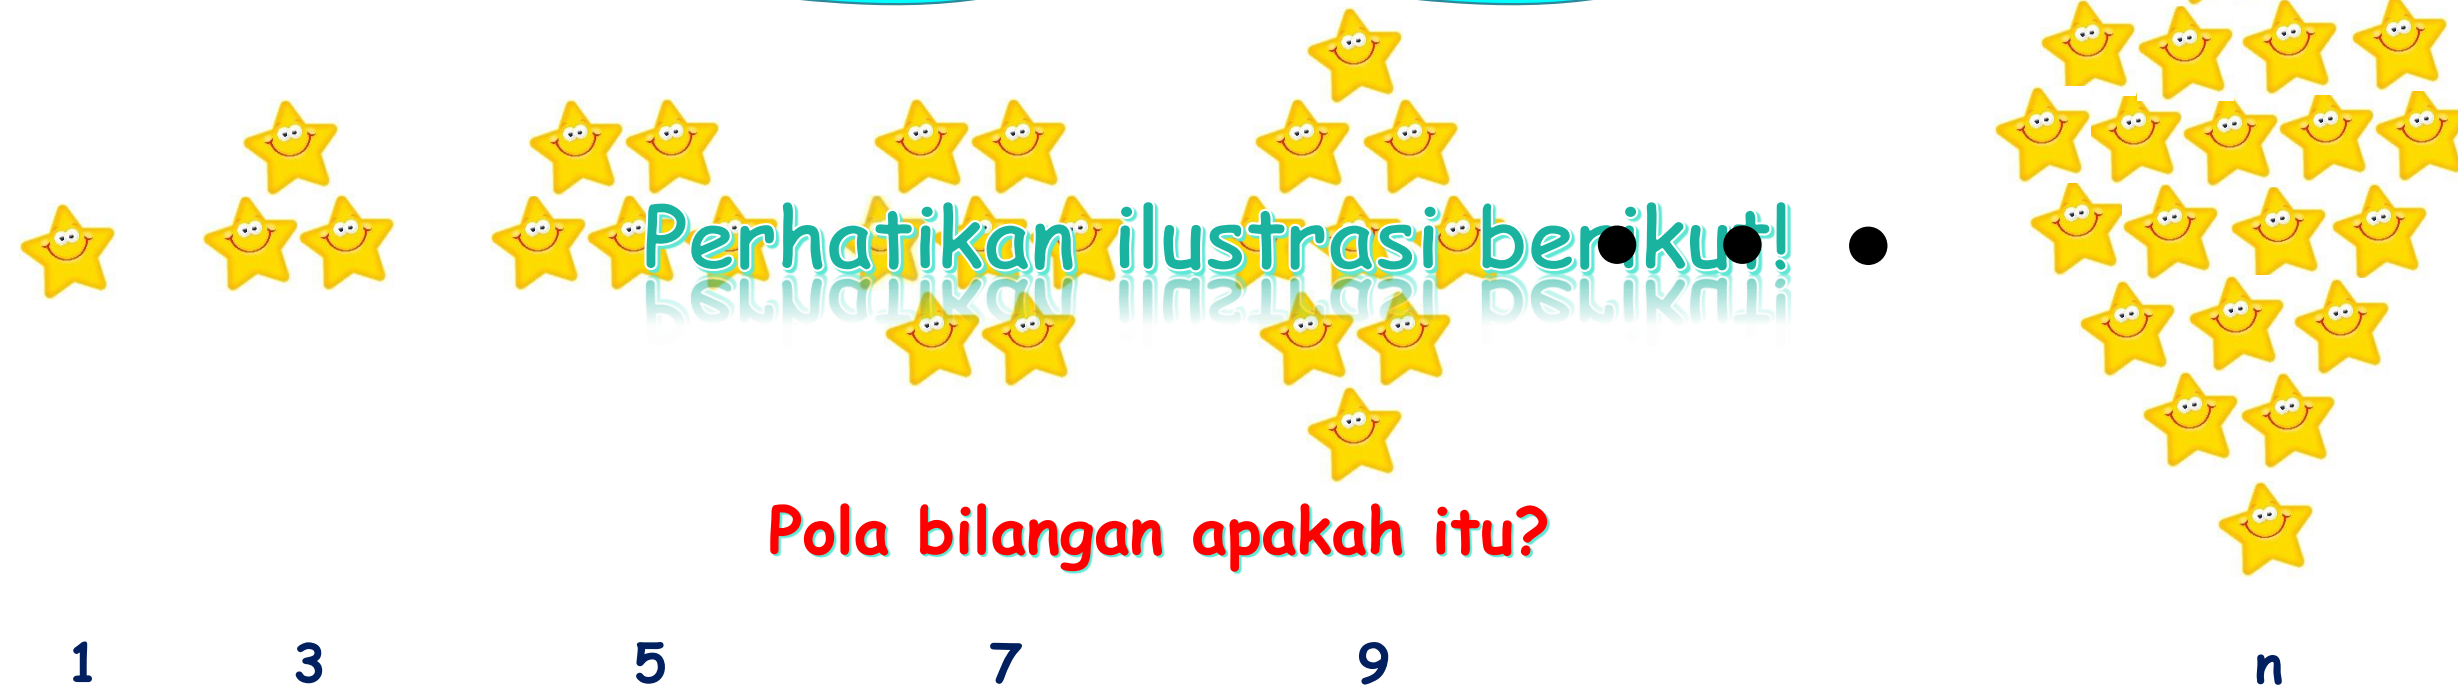 Perhatikan ilustrasi berikut!
Pola bilangan apakah itu?
1 3 5 7 9 n